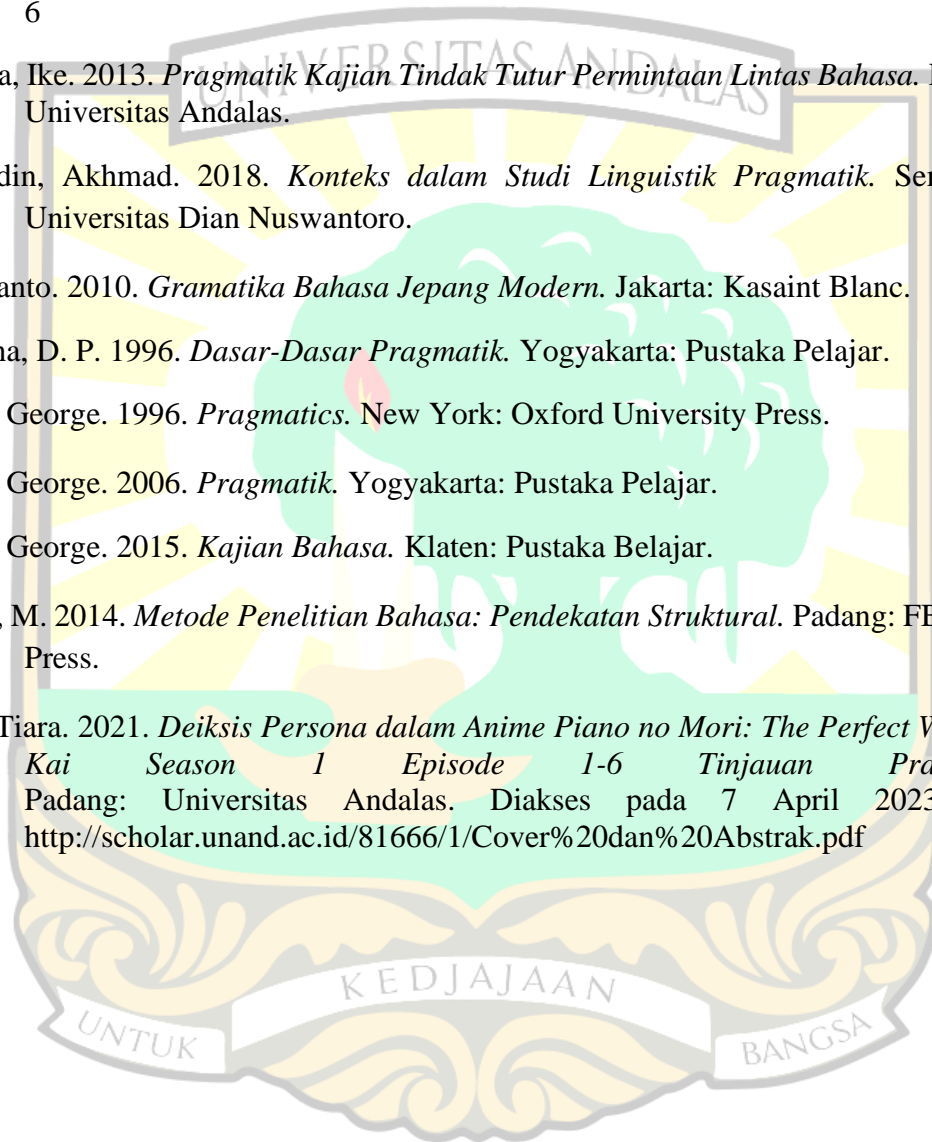 6
UNIVERSITAS ANDALAS
a, Ike. 2013. Pragmatik Kajian Tindak Tutur Permintaan Lintas Bahasa.
Universitas Andalas.
din, Akhmad. 2018. Konteks dalam Studi Linguistik Pragmatik. Ser
Universitas Dian Nuswantoro.
anto. 2010. Gramatika Bahasa Jepang Modern. Jakarta: Kasaint Blanc.
na, D. P. 1996. Dasar-Dasar Pragmatik. Yogyakarta: Pustaka Pelajar.
George. 1996. Pragmatics. New York: Oxford University Press.
George. 2006. Pragmatik. Yogyakarta: Pustaka Pelajar.
George. 2015. Kajian Bahasa. Klaten: Pustaka Belajar.
, M. 2014. Metode Penelitian Bahasa: Pendekatan Struktural. Padang:
Press.
Tiara. 2021. Deiksis Persona dalam Anime Piano no Mori: The Perfect
Kai Season 1 Episode 1-6 Tinjauan Pra
Padang: Universitas Andalas. Diakses pada 7 April 2023
http://scholar.unand.ac.id/81666/1/Cover%20dan%20Abstrak.pdf
KEDJAJAAN
UNTUK
BANGSA